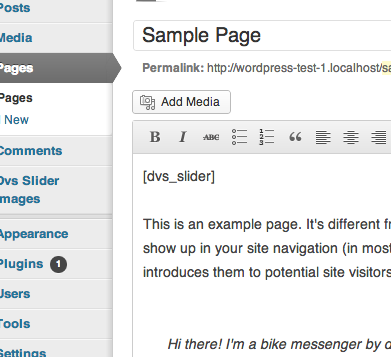 Posts
Media
Pages
Pages
New
Comments
Dvs Slider
Images
Appearance
Plugins 1
Users
Tools
Settings
Sample Page
Permalink: http://wordpress-test-1.localhost/sa
Add Media
B I ABC
[dvs_slider]
This is an example page. It's different fr
show up in your site navigation (in most
introduces them to potential site visitors
Hi there! I'm a bike messenger by d